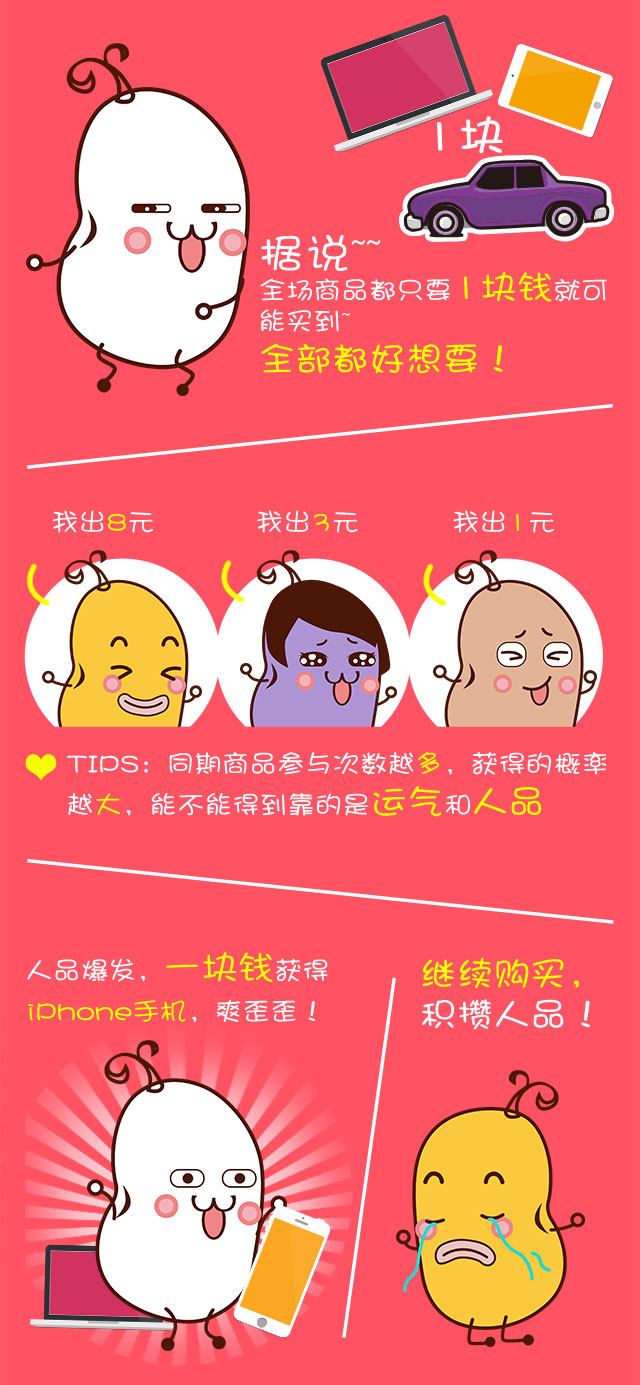 1块
据说~~
全场商品都只要1块钱就可
能买到~
全部都好想要！
我出8元
我出3元
我出1元
TIPS：同期商品参与次数越多，获得的概率
越大，能不能得到靠的是运气和人品
人品爆发，一块钱获得
iPhone手机，爽歪歪！
继续购买，
积攒人品！